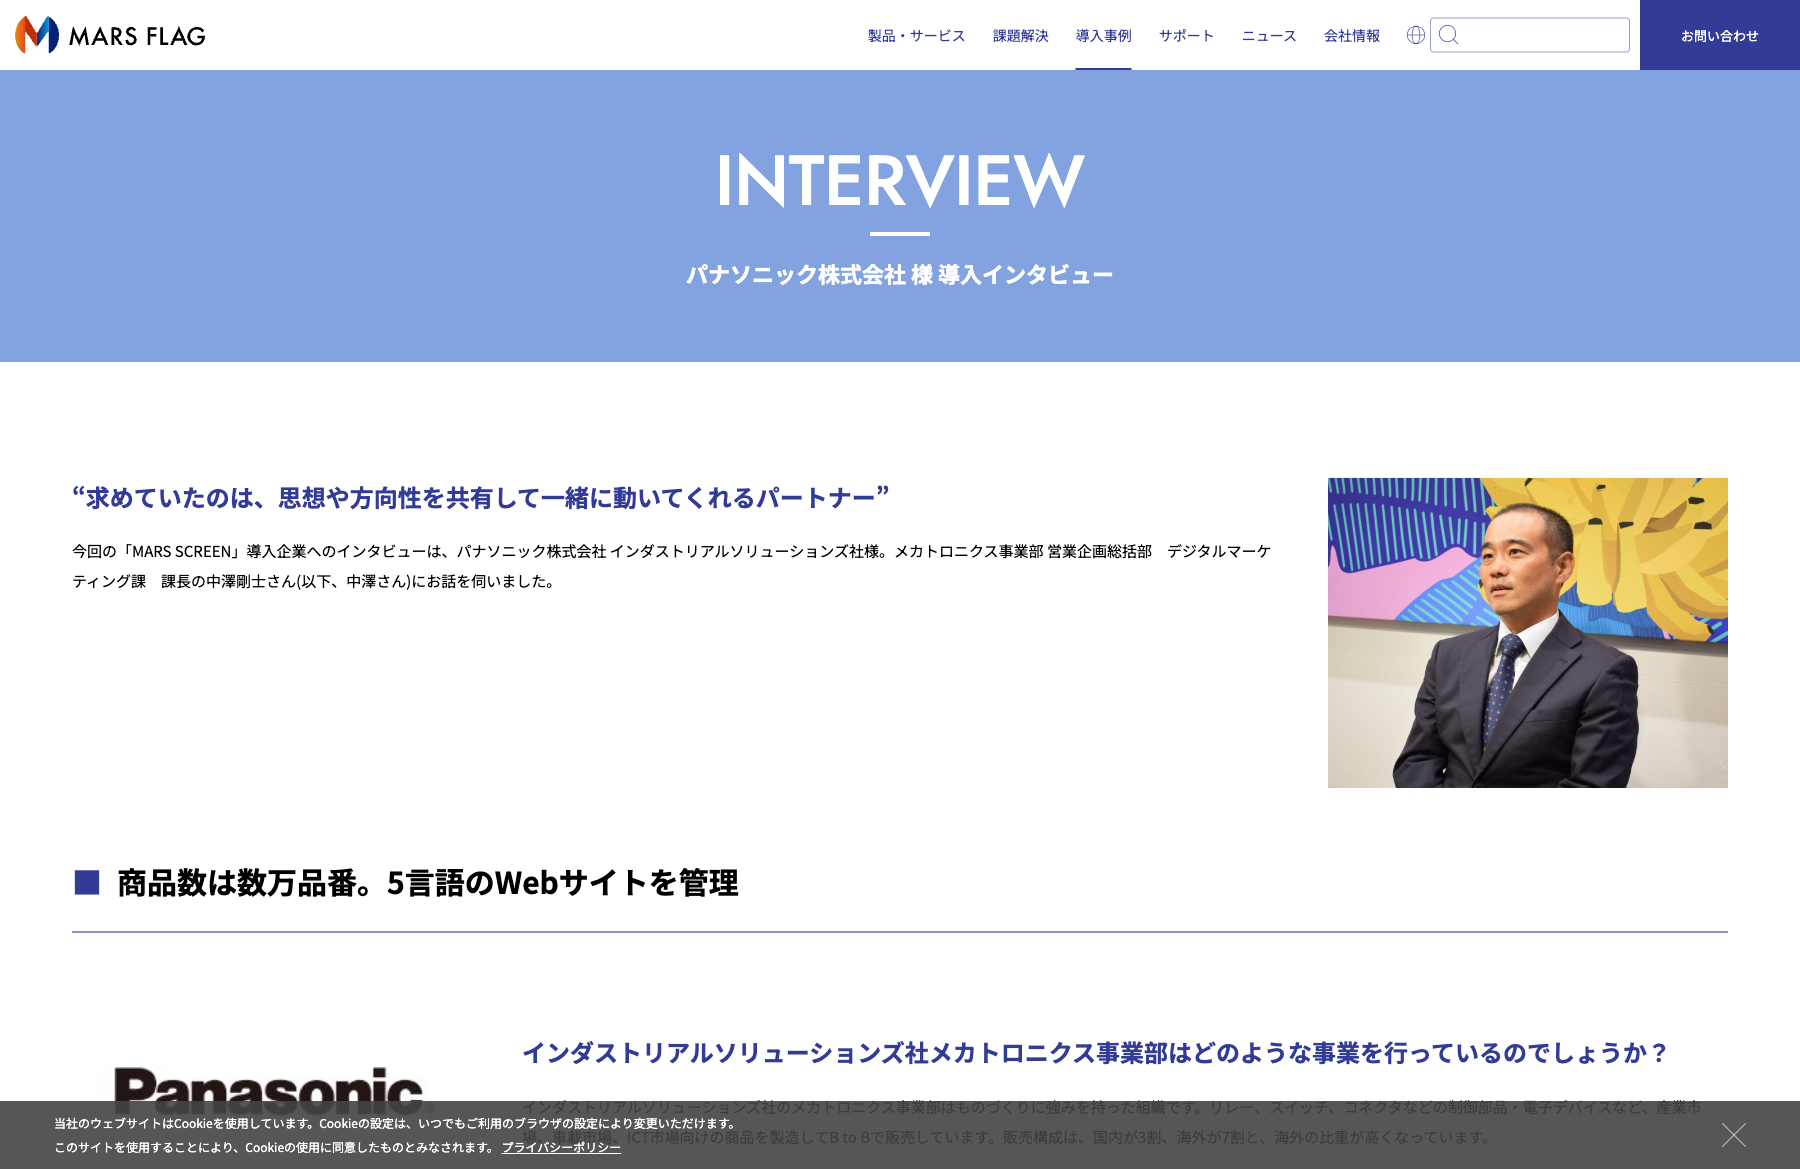 MARS FLAG
製品・サービス
課題解決
導入事例
サポート
ニュース
会社情報
お問い合わせ
INTERVIEW
パナソニック株式会社 様 導入インタビュー
“求めていたのは、思想や方向性を共有して一緒に動いてくれるパートナー”
今回の「MARS SCREEN」導入企業へのインタビューは、パナソニック株式会社 インダストリアルソリューションズ社様。メカトロニクス事業部 営業企画総括部　デジタルマーケ
ティング課　課長の中澤剛士さん(以下、中澤さん)にお話を伺いました。
■ 商品数は数万品番。5言語のWebサイトを管理
インダストリアルソリューションズ社メカトロニクス事業部はどのような事業を行っているのでしょうか？
Panasonic
インダストリアルソリューションズ社のメカトロニクス事業部はものづくりに強みを持った組織です。リレー、スイッチ、コネクタなどの制御部品・電子デバイスなど、産業市
場、車載市場、ICT市場向けの商品を製造してB to Bで販売しています。販売構成は、国内が3割、海外が7割と、海外の比重が高くなっています。
当社のウェブサイトはCookieを使用しています。Cookieの設定は、いつでもご利用のブラウザの設定により変更いただけます。
このサイトを使用することにより、Cookieの使用に同意したものとみなされます。 プライバシーポリシー